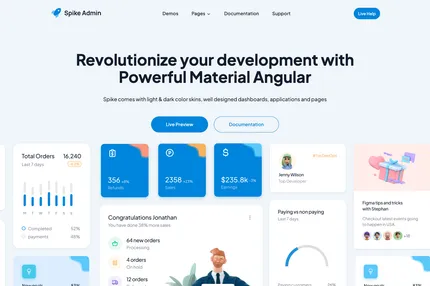 Spike Admin
Demos
Pages
Documentation
Support
Live Help
Revolutionize your development with
Powerful Material Angular
Spike comes with light & dark color skins, well designed dashboards, applications and pages
Live Preview
Documentation
Total Orders 16,240
Last 7 days
M T W T F S S
Completed 52%
payments 48%
356
Refunds
2358
Sales
$235.8k
Earnings
Jenny Wilson
Congratulations Jonathan
You have done 38% more sales
64 new orders
Processing
4 orders
On hold
12 orders
Paying vs non paying
Last 7 days
Figma tips and tricks
with Stephan
Checkout latest events going
to happen in USA